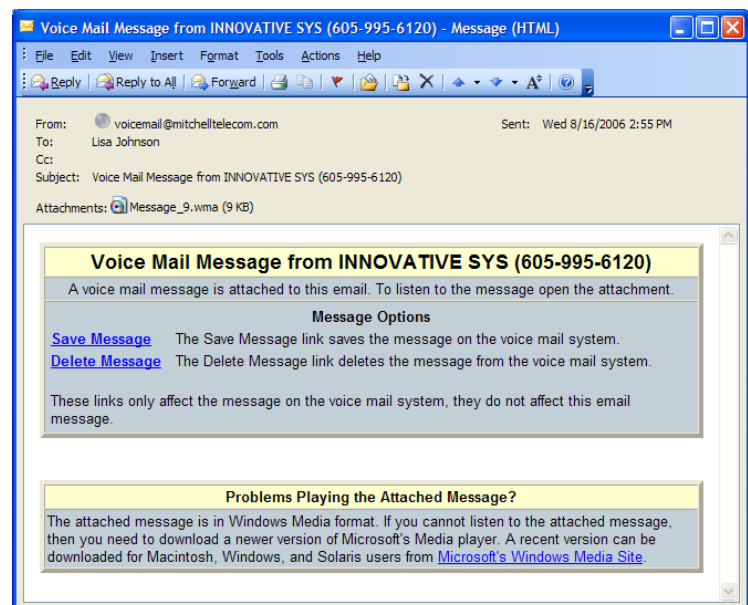 Voice Mail Message from INNOVATIVE SYS (605-995-6120) - Message (HTML)
File Edit View Insert Format Tools Actions Help
Reply Reply to All Forward
From: voicemail@mitchelltelecom.com Sent: Wed 8/16/2006 2:55 PM
To: Lisa Johnson
Cc:
Subject: Voice Mail Message from INNOVATIVE SYS (605-995-6120)
Attachments: Message_9.wma (9 KB)
Voice Mail Message from INNOVATIVE SYS (605-995-6120)
A voice mail message is attached to this email. To listen to the message open the attachment.
Message Options
Save Message The Save Message link saves the message on the voice mail system.
Delete Message The Delete Message link deletes the message from the voice mail system.
These links only affect the message on the voice mail system, they do not affect this email
message.
Problems Playing the Attached Message?
The attached message is in Windows Media format. If you cannot listen to the attached message,
then you need to download a newer version of Microsoft's Media player. A recent version can be
downloaded for Macintosh, Windows, and Solaris users from Microsoft's Windows Media Site.